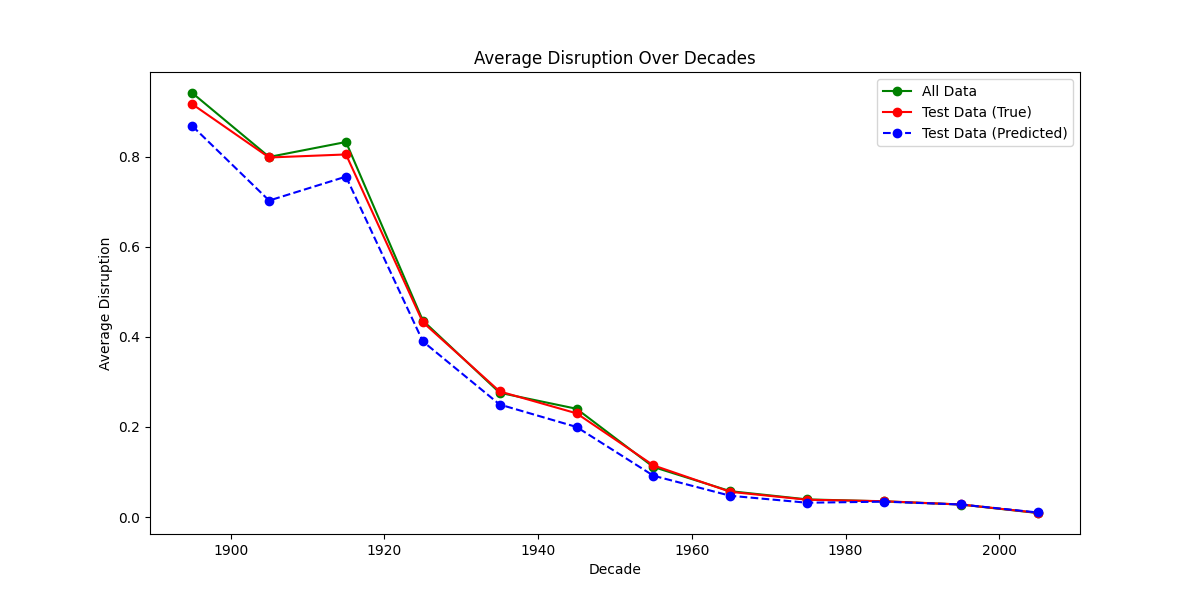 Average Disruption Over Decades
All Data
Test Data (True)
Test Data (Predicted)
Average Disruption
0.8
0.6
0.4
0.2
0.0
1900 1920 1940 1960 1980 2000
Decade